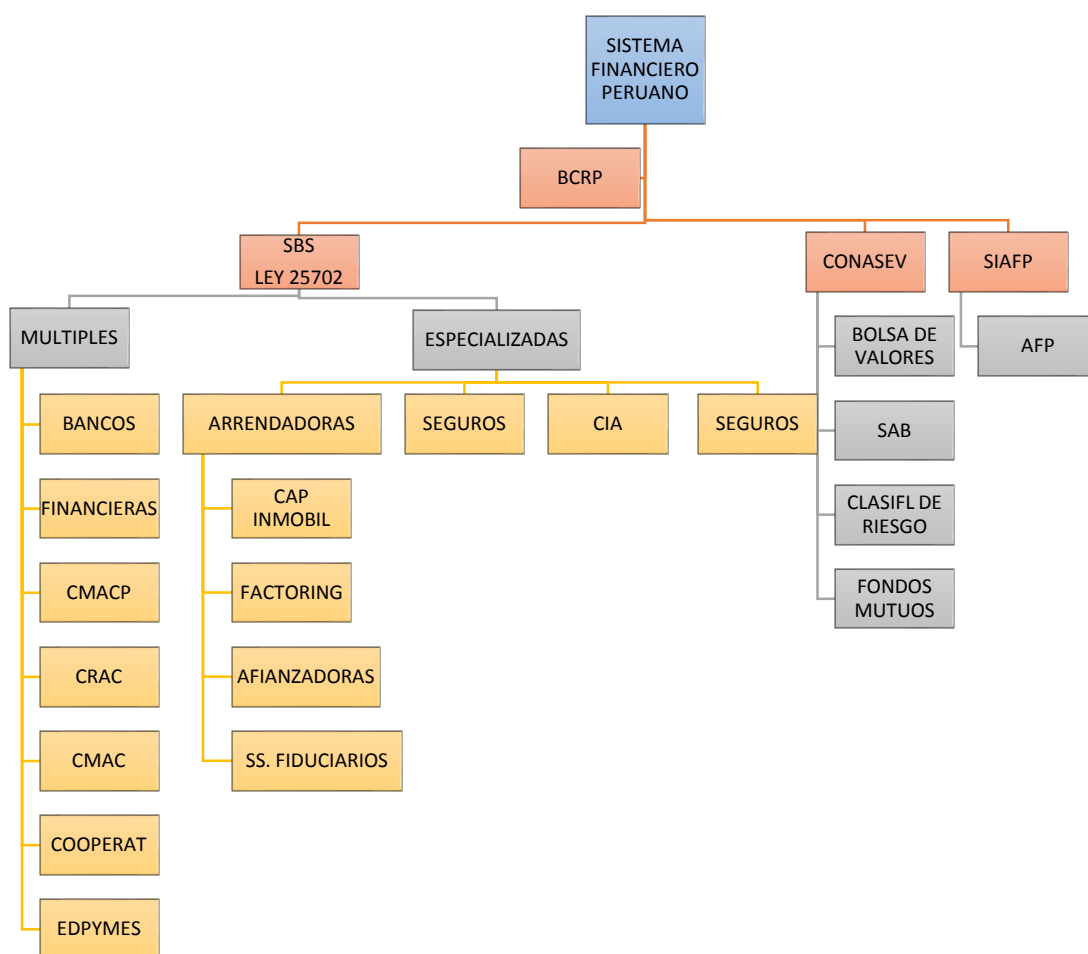 SISTEMA
FINANCIERO
PERUANO
BCRP
SBS
LEY 25702
CONASEV
SIAFP
MULTIPLES
ESPECIALIZADAS
BOLSA DE
VALORES
AFP
BANCOS
ARRENDADORAS
SEGUROS
CIA
SEGUROS
SAB
FINANCIERAS
CAP
INMOBIL
CLASIFL DE
RIESGO
CMACP
FACTORING
FONDOS
MUTUOS
CRAC
AFIANZADORAS
CMAC
SS. FIDUCIARIOS
COOPERAT
EDPYMES